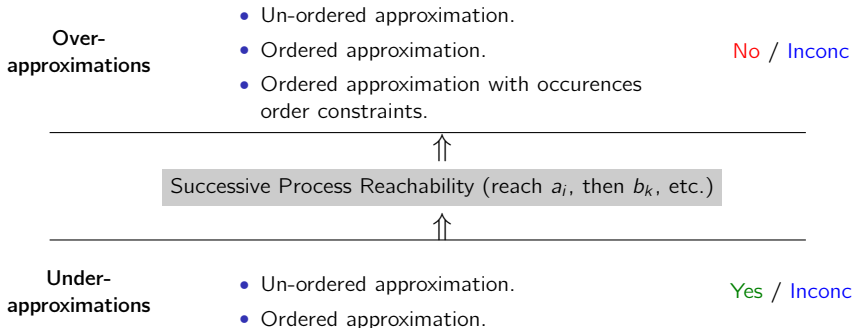 • Un-ordered approximation.
Over-
approximations
• Ordered approximation.
No / Inconc
• Ordered approximation with occurences
order constraints.
⇑
Successive Process Reachability (reach a_i, then b_k, etc.)
⇑
Under-
approximations
• Un-ordered approximation.
Yes / Inconc
• Ordered approximation.